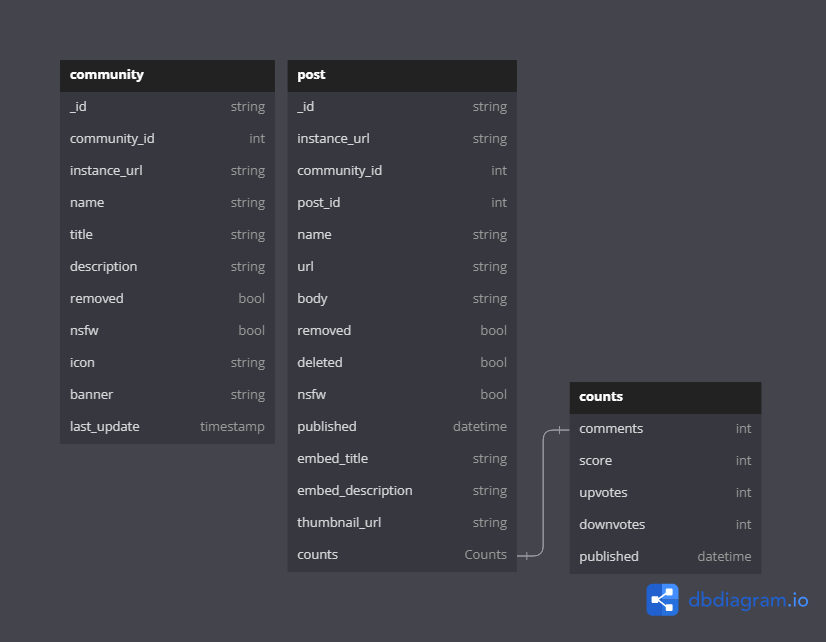 community
_id string
community_id int
instance_url string
name string
title string
description string
removed bool
nsfw bool
icon string
banner string
last_update timestamp
post
_id string
instance_url string
community_id int
post_id int
name string
url string
body string
removed bool
deleted bool
nsfw bool
published datetime
embed_title string
embed_description string
thumbnail_url string
counts Counts
counts
comments int
score int
upvotes int
downvotes int
published datetime
dbdiagram.io